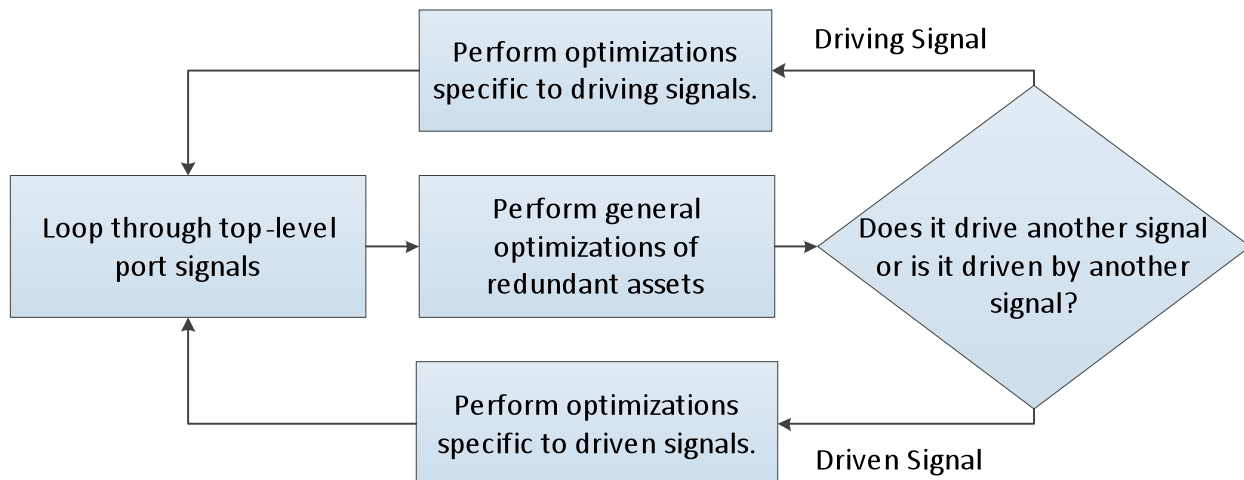 Perform optimizations
specific to driving signals.
Driving Signal
Loop through top-level
port signals
Perform general
optimizations of
redundant assets
Does it drive another signal
or is it driven by another
signal?
Perform optimizations
specific to driven signals.
Driven Signal